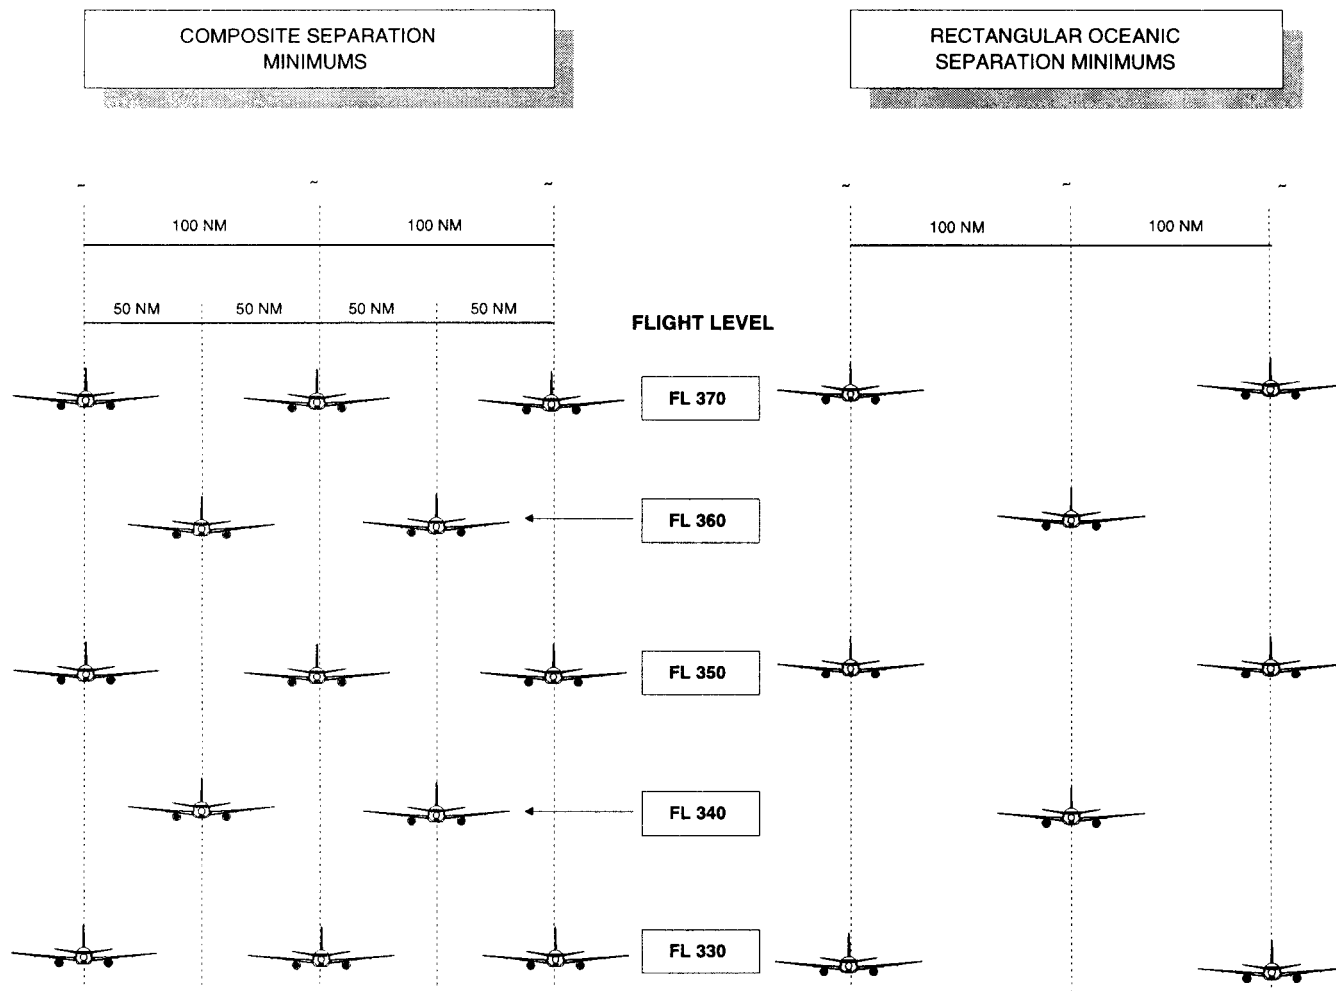 COMPOSITE SEPARATION
MINIMUMS
RECTANGULAR OCEANIC
SEPARATION MINIMUMS
~ ~ ~ ~ ~ ~
100 NM 100 NM 100 NM 100 NM
50 NM 50 NM 50 NM 50 NM
FLIGHT LEVEL
FL 370
FL 360
FL 350
FL 340
FL 330